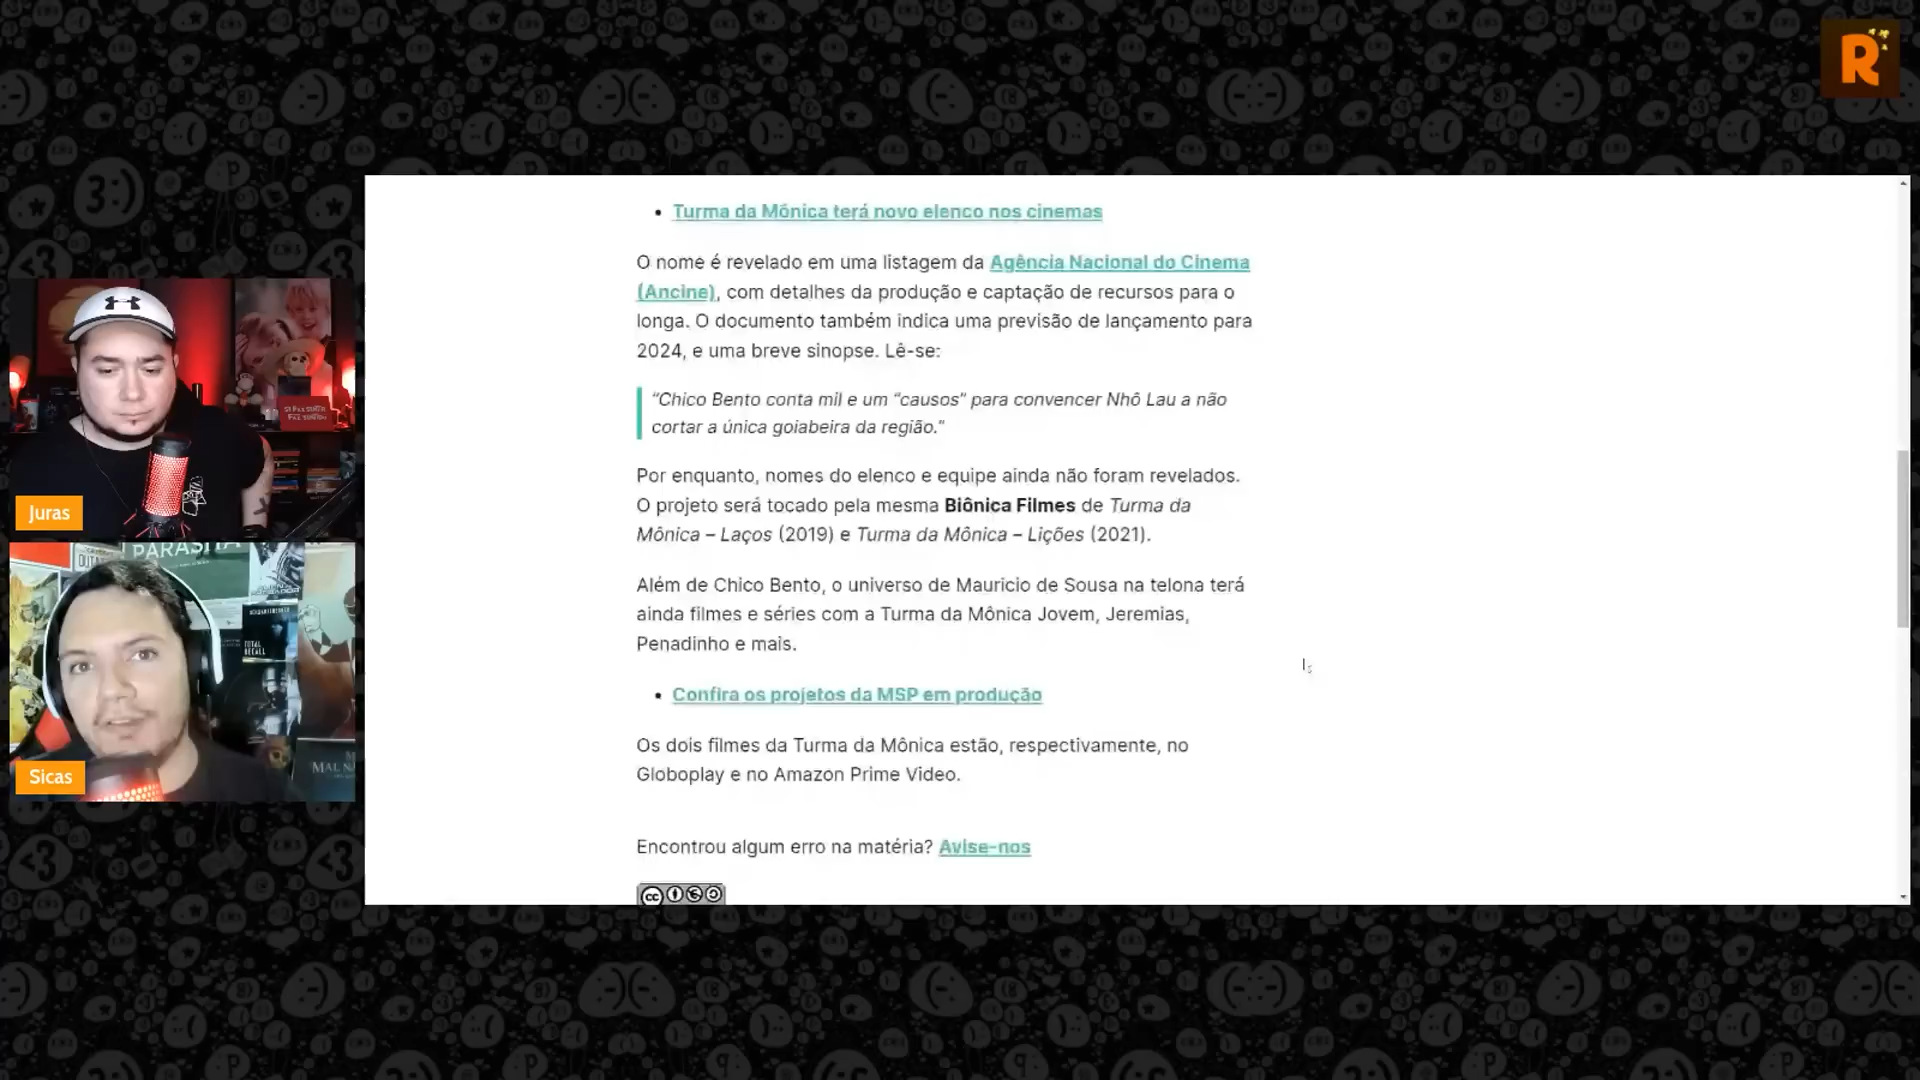 R
Turma da Mônica terá novo elenco nos cinemas
O nome é revelado em uma listagem da Agência Nacional do Cinema
(Ancine), com detalhes da produção e captação de recursos para o
longa. O documento também indica uma previsão de lançamento para
2024, e uma breve sinopse. Lê-se:
“Chico Bento conta mil e um “causos” para convencer Nhô Lau a não
cortar a única goiabeira da região.”
Por enquanto, nomes do elenco e equipe ainda não foram revelados.
O projeto será tocado pela mesma Biônica Filmes de Turma da
Mônica – Laços (2019) e Turma da Mônica – Lições (2021).
Além de Chico Bento, o universo de Mauricio de Sousa na telona terá
ainda filmes e séries com a Turma da Mônica Jovem, Jeremias,
Penadinho e mais.
Confira os projetos da MSP em produção
Os dois filmes da Turma da Mônica estão, respectivamente, no
Globoplay e no Amazon Prime Video.
Encontrou algum erro na matéria? Avise-nos
cc
Juras
PARASITA
TOTAL
RECALL
Sicas